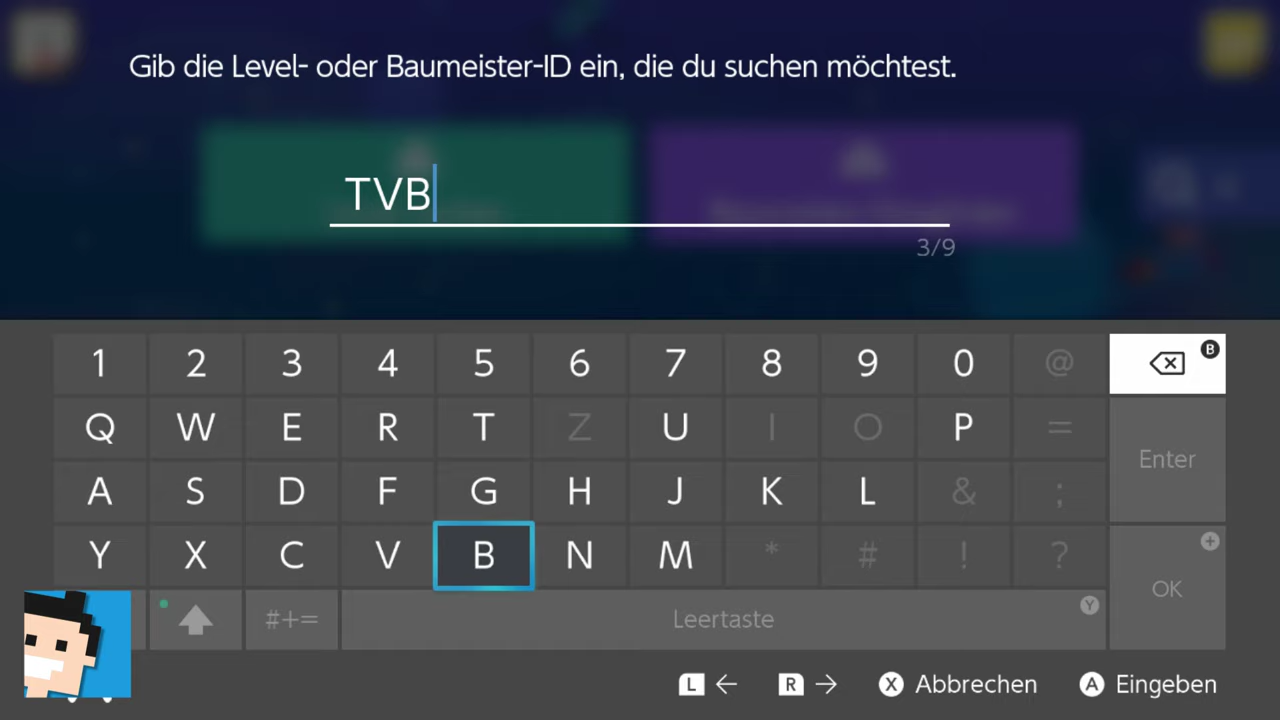 Gib die Level- oder Baumeister-ID ein, die du suchen möchtest.
TVB
3/9
1 2 3 4 5 6 7 8 9 0 @ B
Q W E R T Z U I O P =
Enter
A S D F G H J K L & ;
Y X C V B N M * # ! ? +
OK
#+= Leertaste Y
L ← R → X Abbrechen A Eingeben